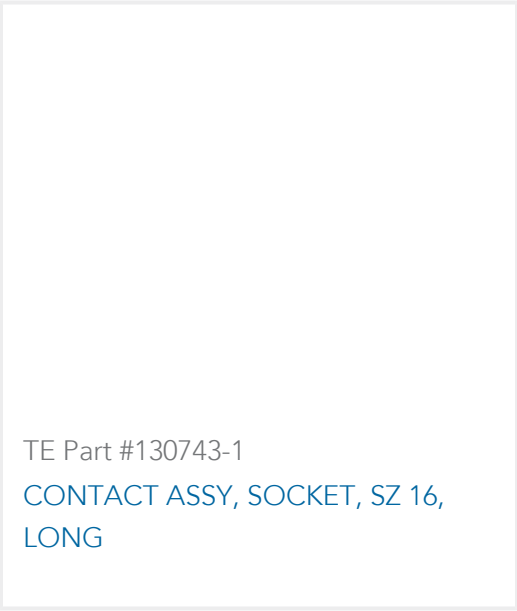 TE Part #130743-1
CONTACT ASSY, SOCKET, SZ 16,
LONG